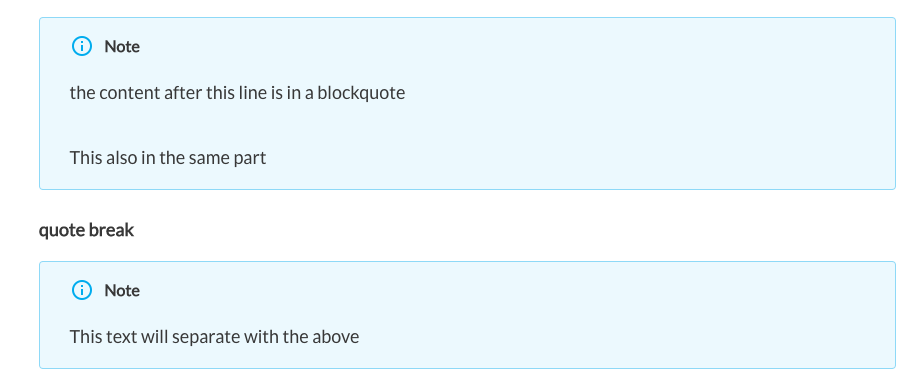 Note
the content after this line is in a blockquote
This also in the same part
quote break
Note
This text will separate with the above